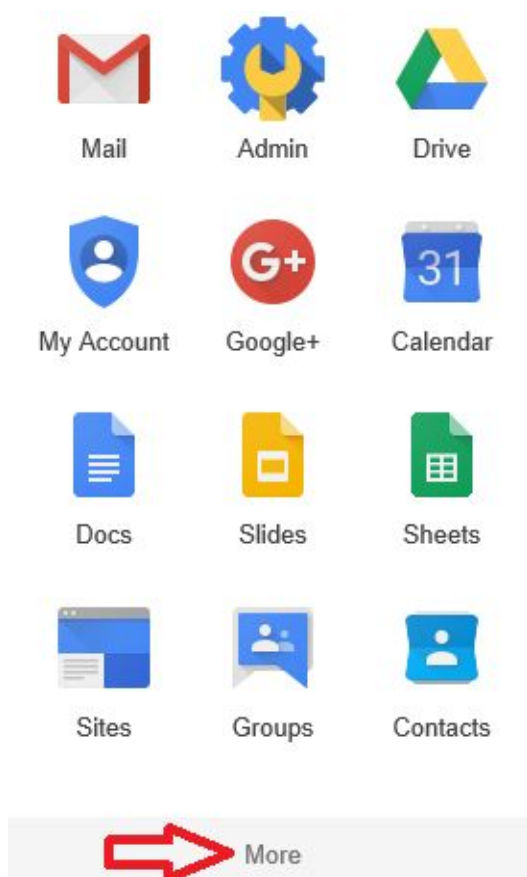 Mail Admin Drive
G+ 31
My Account Google+ Calendar
Docs Slides Sheets
Sites Groups Contacts
More